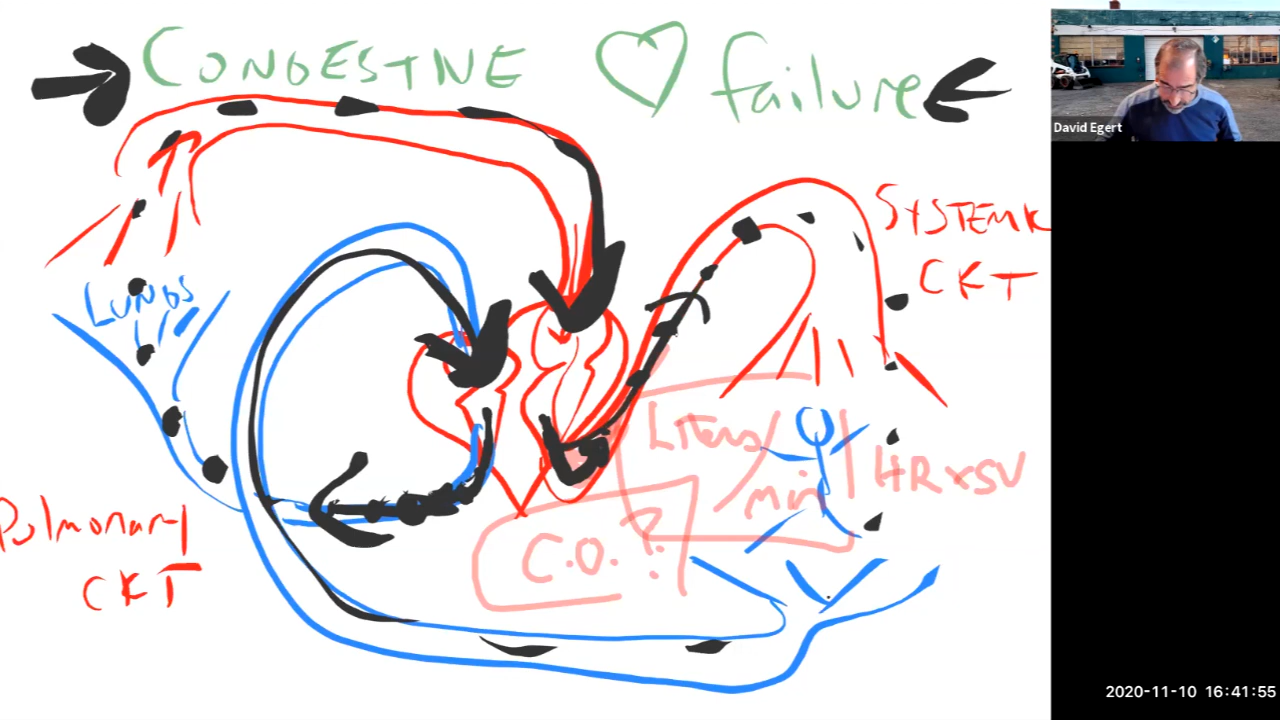 CONGESTIVE failure
SYSTEMIC
CKT
LUNGS
Liters/
min
HR x SV
C.O.?
Pulmonary
CKT
David Egert
2020-11-10 16:41:55